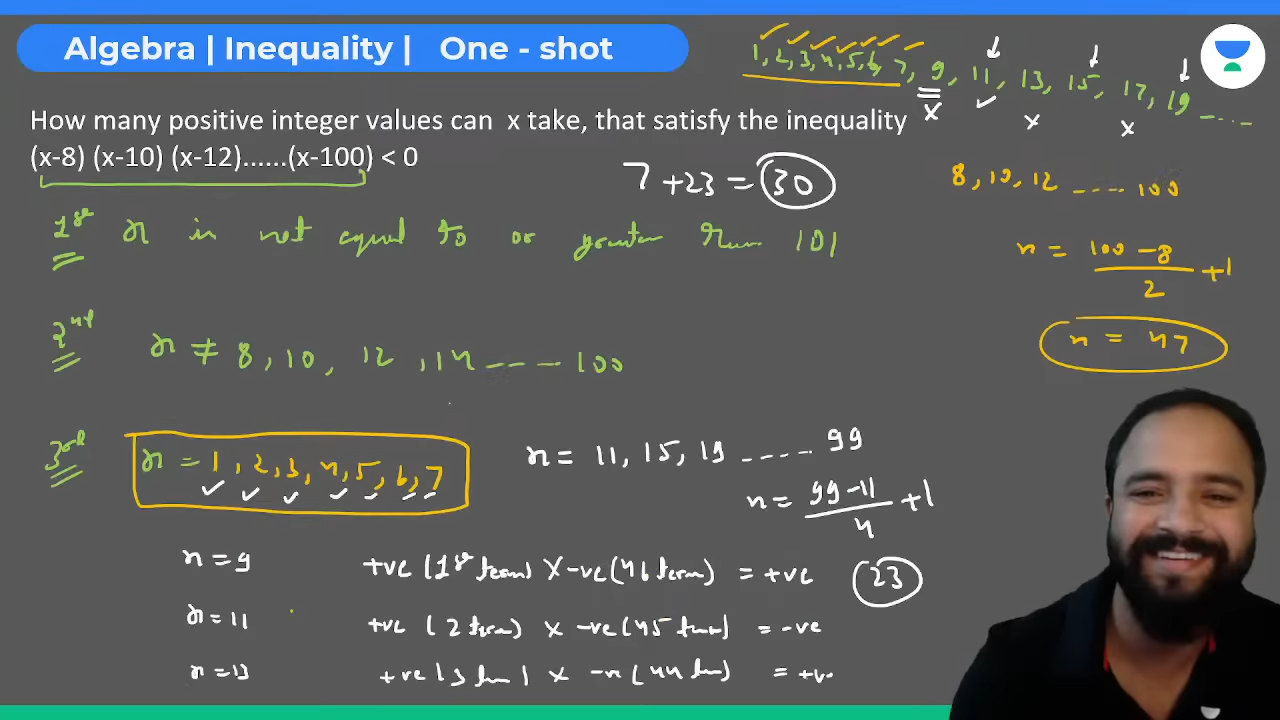 Algebra | Inequality | One - shot
1, 2, 3, 4, 5, 6, 7, 9, 11, 13, 15, 17, 19 -----
x ✓ x x
How many positive integer values can x take, that satisfy the inequality
(x-8) (x-10) (x-12)......(x-100) < 0
7 + 23 = 30
8, 10, 12 ---- 100
1st x is not equal to or greater than 101
n = 100 - 8 / 2 + 1
n = 47
2nd x ≠ 8, 10, 12, 14 ---- 100
3rd x = 1, 2, 3, 4, 5, 6, 7
x = 11, 15, 19 ----- 99
n = 99 - 11 / 4 + 1
23
x = 9 +ve (1st term) x -ve (46 term) = +ve
x = 11 +ve (2 term) x -ve (45 term) = -ve
x = 13 +ve (3 term) x -ve (44 term) = +ve